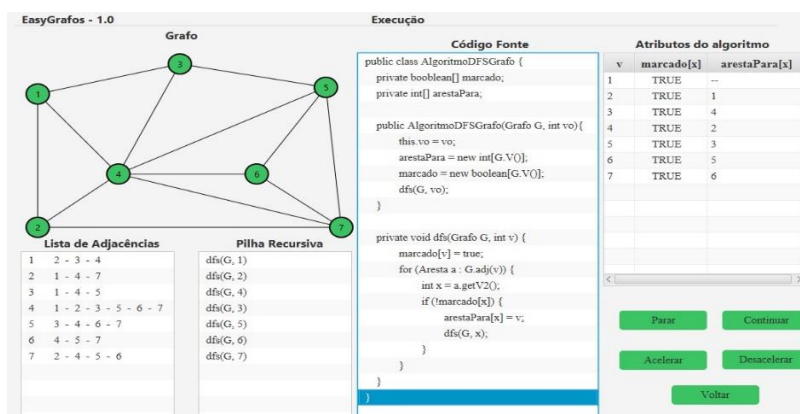 EasyGrafos - 1.0
Grafo
3
1
5
4
6
2
7
Lista de Adjacências
1 2 - 3 - 4
2 1 - 4 - 7
3 1 - 4 - 5
4 1 - 2 - 3 - 5 - 6 - 7
5 3 - 4 - 6 - 7
6 4 - 5 - 7
7 2 - 4 - 5 - 6
Pilha Recursiva
dfs(G, 1)
dfs(G, 2)
dfs(G, 4)
dfs(G, 3)
dfs(G, 5)
dfs(G, 6)
dfs(G, 7)
Execução
Código Fonte
public class AlgoritmoDFSGrafo {
private booblean[] marcado;
private int[] arestaPara;
public AlgoritmoDFSGrafo(Grafo G, int vo){
this.vo = vo;
arestaPara = new int[G.V()];
marcado = new boolean[G.V()];
dfs(G, vo);
}
private void dfs(Grafo G, int v) {
marcado[v] = true;
for (Aresta a : G.adj(v)) {
int x = a.getV2();
if (!marcado[x]) {
arestaPara[x] = v;
dfs(G, x);
}
}
}
}
Atributos do algoritmo
v marcado[x] arestaPara[x]
1 TRUE --
2 TRUE 1
3 TRUE 4
4 TRUE 2
5 TRUE 3
6 TRUE 5
7 TRUE 6
Parar Continuar
Acelerar Desacelerar
Voltar